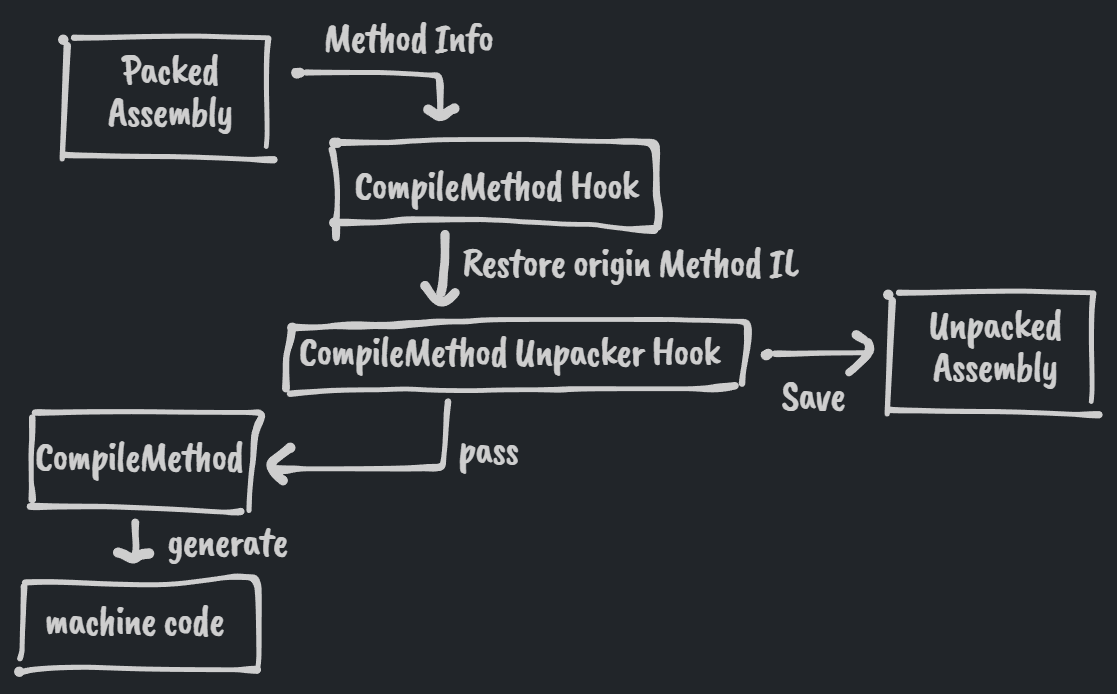 Method Info
Packed
Assembly
CompileMethod Hook
Restore origin Method IL
CompileMethod Unpacker Hook
Unpacked
Assembly
Save
CompileMethod
pass
generate
machine code